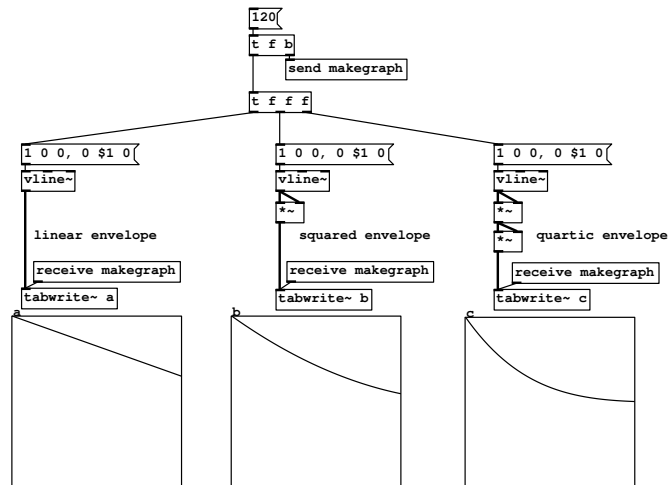 120
t f b
send makegraph
t f f f
1 0 0, 0 $1 0
1 0 0, 0 $1 0
1 0 0, 0 $1 0
vline~
vline~
vline~
*~
*~
linear envelope
squared envelope
*~
quartic envelope
receive makegraph
receive makegraph
receive makegraph
tabwrite~ a
tabwrite~ b
tabwrite~ c
a
b
c